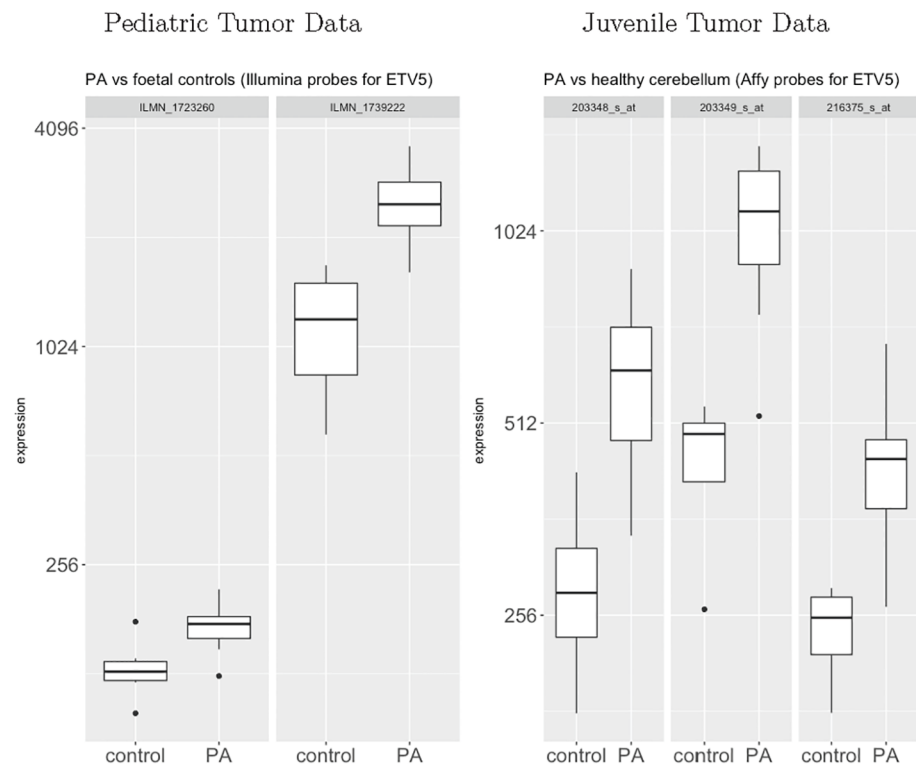 Pediatric Tumor Data
PA vs foetal controls (Illumina probes for ETV5)
ILMN_1723260
ILMN_1739222
4096
1024
256
expression
control
PA
control
PA
Juvenile Tumor Data
PA vs healthy cerebellum (Affy probes for ETV5)
203348_s_at
203349_s_at
216375_s_at
1024
512
256
expression
control
PA
control
PA
control
PA